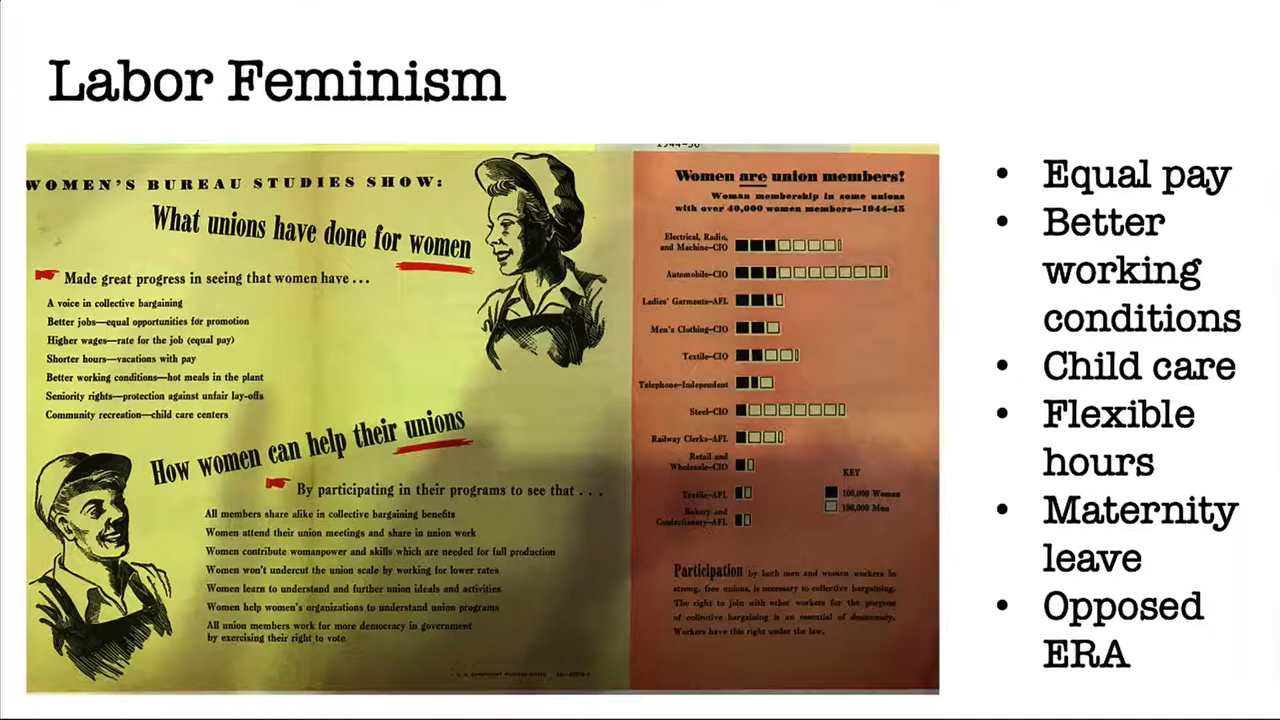 Labor Feminism
WOMEN'S BUREAU STUDIES SHOW:
What unions have done for women
Made great progress in seeing that women have ...
A voice in collective bargaining
Better jobs—equal opportunities for promotion
Higher wages—rate for the job (equal pay)
Shorter hours—vacations with pay
Better working conditions—hot meals in the plant
Seniority rights—protection against unfair lay-offs
Community recreation—child care centers
How women can help their unions
By participating in their programs to see that . . .
All members share alike in collective bargaining benefits
Women attend their union meetings and share in union work
Women contribute womanpower and skills which are needed for full production
Women won't undercut the union scale by working for lower rates
Women learn to understand and further union ideals and activities
Women help women's organizations to understand union programs
All union members work for more democracy in government
by exercising their right to vote
Women are union members!
Woman membership in some unions
with over 40,000 women members—1944-45
Electrical, Radio,
and Machine—CIO
Automobile—CIO
Ladies' Garments—AFL
Men's Clothing—CIO
Textile—CIO
Telephone—Independent
Steel—CIO
Railway Clerks—AFL
Retail and
Wholesale—CIO
Textile—AFL
Bakery and
Confectionary—AFL
KEY
100,000 Women
100,000 Men
Participation by both men and women workers in
strong, free unions, is necessary to collective bargaining.
The right to join with other workers for the purpose
of collective bargaining is an essential of democracy.
Workers have this right under the law.
• Equal pay
• Better
working
conditions
• Child care
• Flexible
hours
• Maternity
leave
• Opposed
ERA